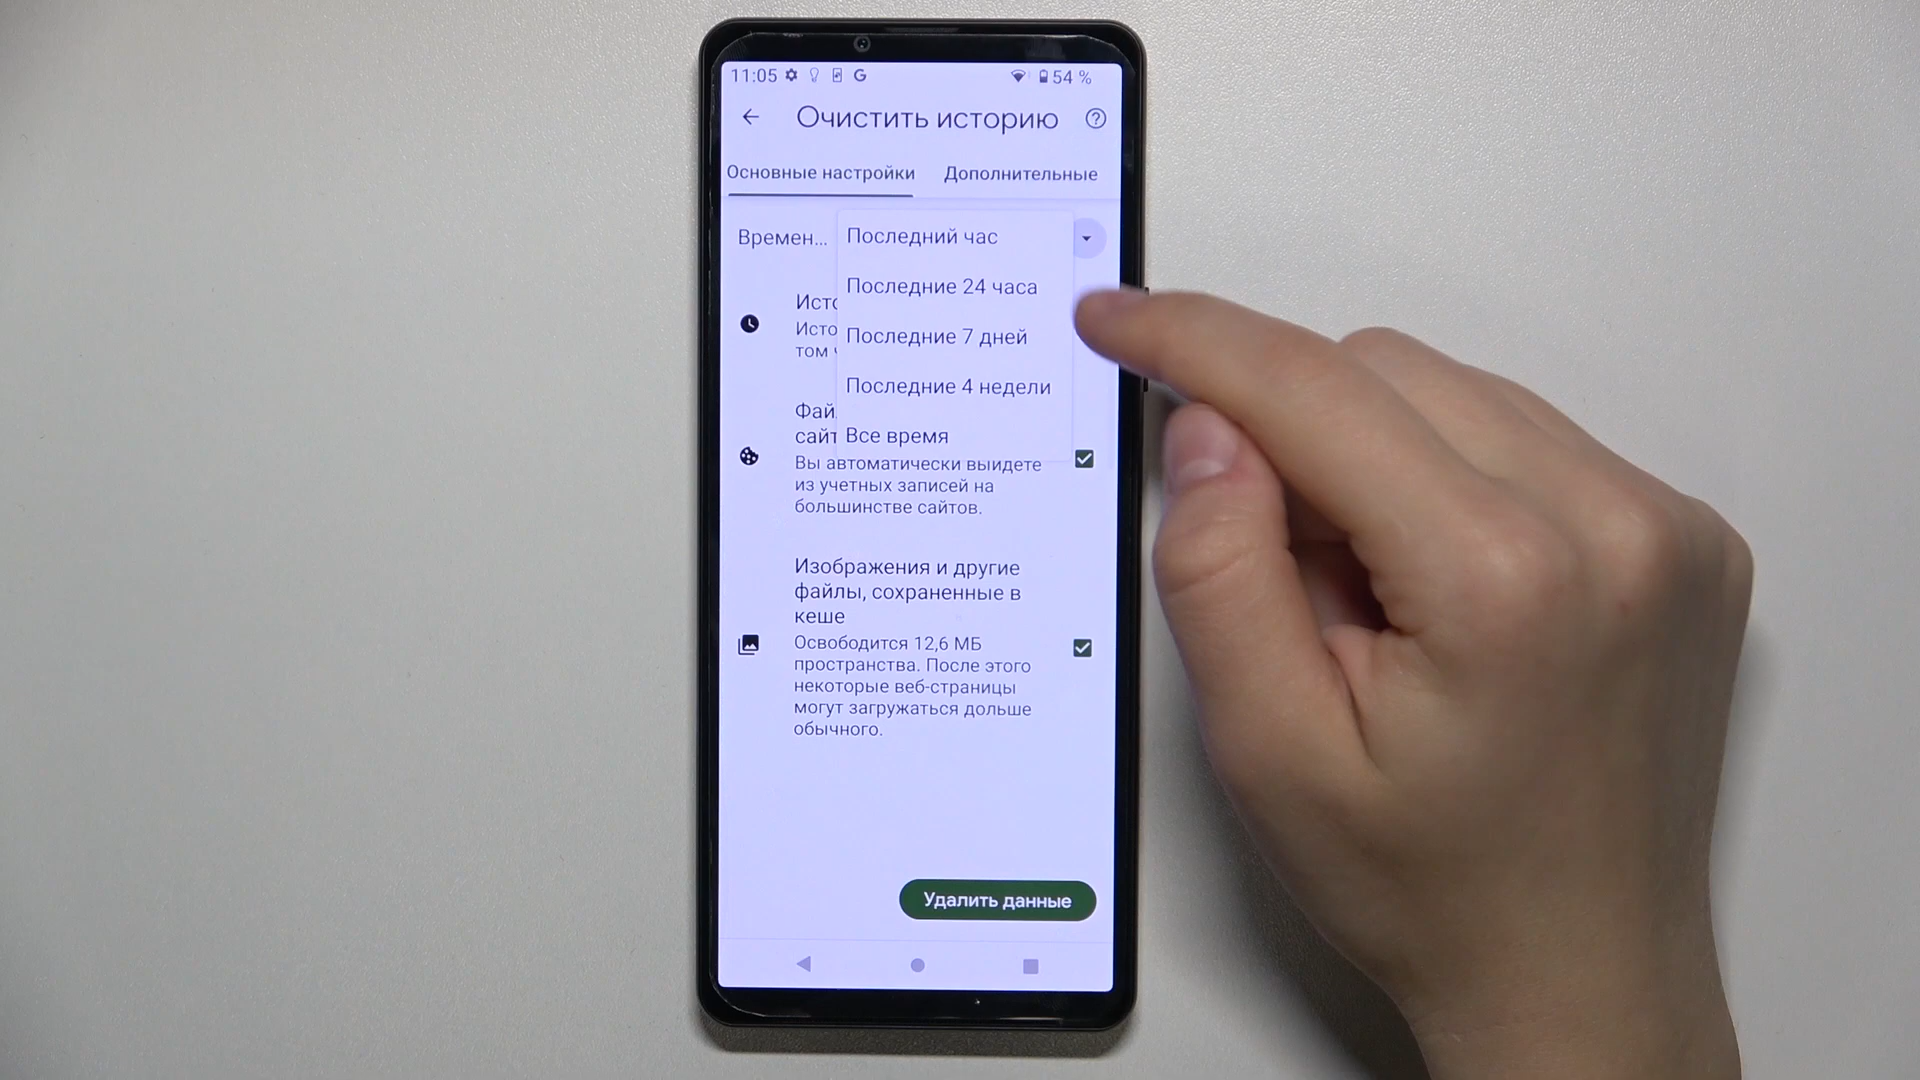 11:05 G 54 %
Очистить историю
Основные настройки Дополнительные
Времен... Последний час
Последние 24 часа
Последние 7 дней
том
Последние 4 недели
Все время
Вы автоматически выйдете
из учетных записей на
большинстве сайтов.
Изображения и другие
файлы, сохраненные в
кеше
Освободится 12,6 МБ
пространства. После этого
некоторые веб-страницы
могут загружаться дольше
обычного.
Удалить данные